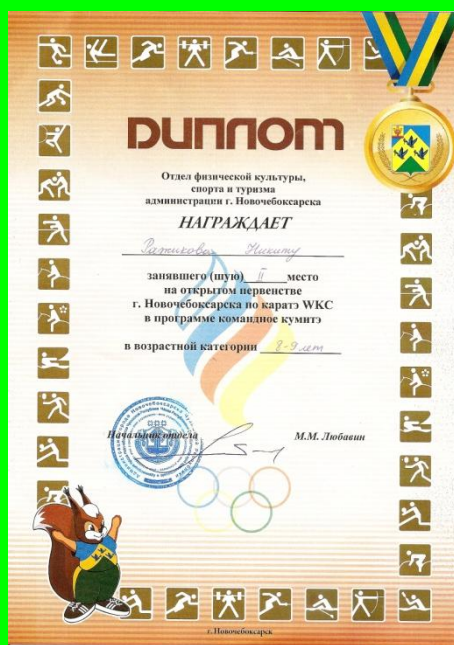 ДИПЛОМ
Отдел физической культуры,
спорта и туризма
администрации г. Новочебоксарска
НАГРАЖДАЕТ
Никиту
занявшего (шую) II место
на открытом первенстве
г. Новочебоксарска по каратэ WKC
в программе командное кумитэ
в возрастной категории 8-9 лет
Начальник отдела М.М. Любавин
г. Новочебоксарск